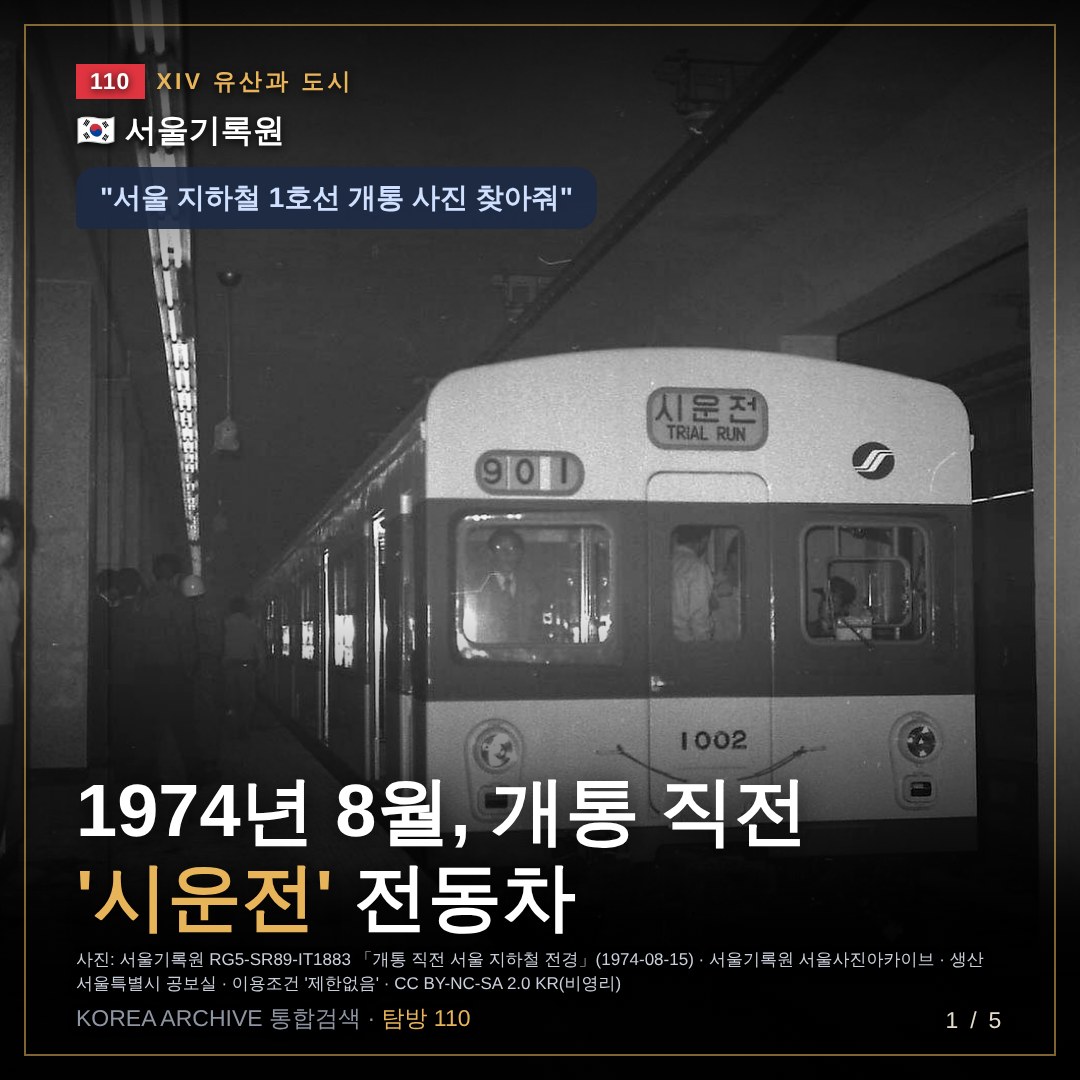 110 XIV 유산과 도시
🇰🇷 서울기록원
"서울 지하철 1호선 개통 사진 찾아줘"
시운전
TRIAL RUN
901
1002
1974년 8월, 개통 직전
'시운전' 전동차
사진: 서울기록원 RG5-SR89-IT1883 「개통 직전 서울 지하철 전경」(1974-08-15) · 서울기록원 서울사진아카이브 · 생산
서울특별시 공보실 · 이용조건 '제한없음' · CC BY-NC-SA 2.0 KR(비영리)
KOREA ARCHIVE 통합검색 · 탐방 110
1 / 5